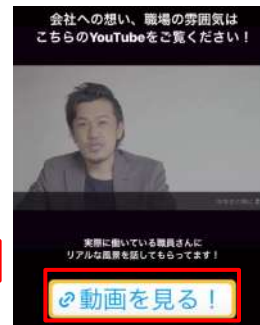 会社への想い、職場の雰囲気は
こちらのYouTubeをご覧ください！
実際に働いている職員さんに
リアルな風景を話してもらってます！
動画を見る！